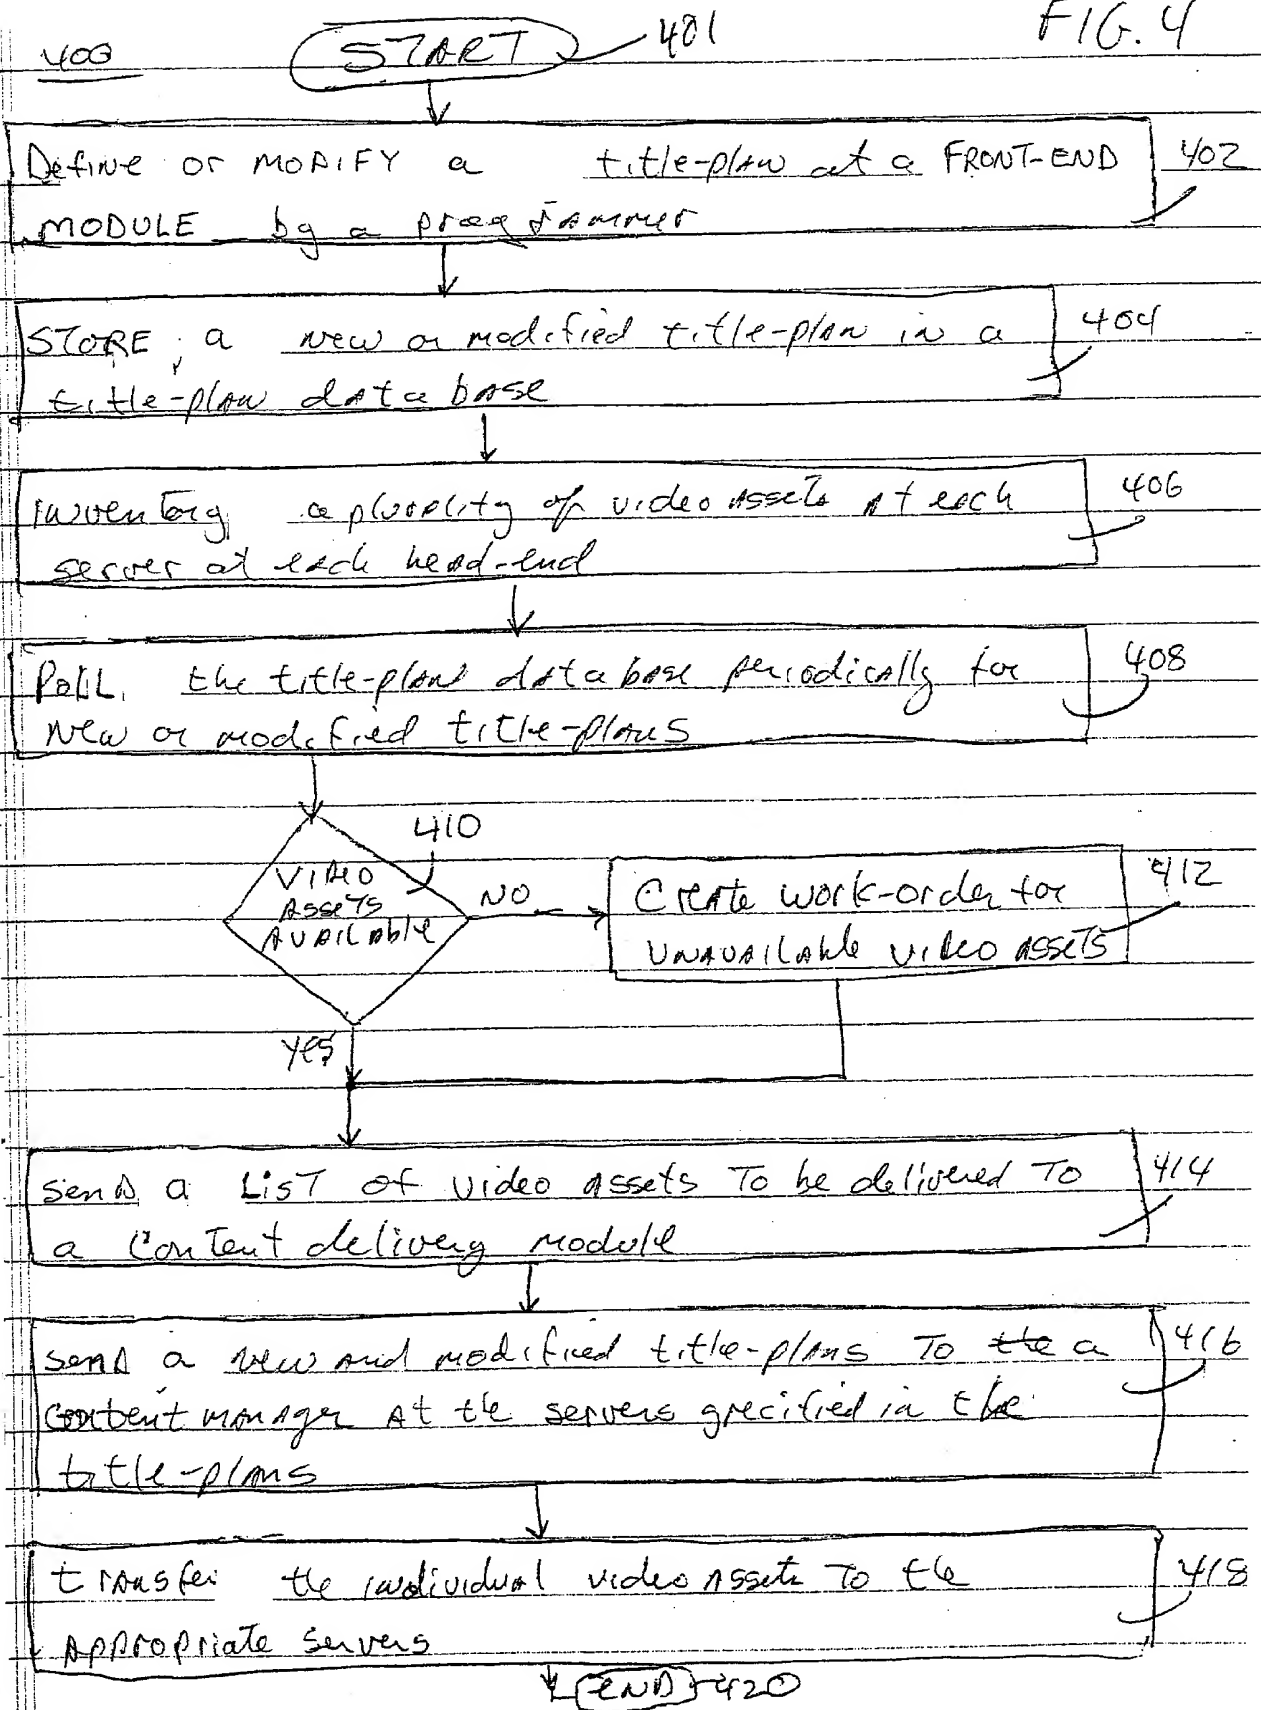 FIG. 4
400
START 401
Define or MODIFY a title-plan at a FRONT-END 402
MODULE by a programmer
STORE, a new or modified title-plan in a 404
title-plan database
Inventory a plurality of video assets at each 406
server at each head-end
Poll the title-plan database periodically for 408
new or modified title-plans
410
VIDEO
Assets
AVAILABLE
NO
Create work-order for 412
UNAVAILABLE VIDEO ASSETS
YES
Send a LIST of video assets To be delivered To 414
a Content delivery module
Send a new and modified title-plans To the a 416
content manager At the servers specified in the
title-plans
transfer the individual video Assets To the 418
Appropriate servers
END 420